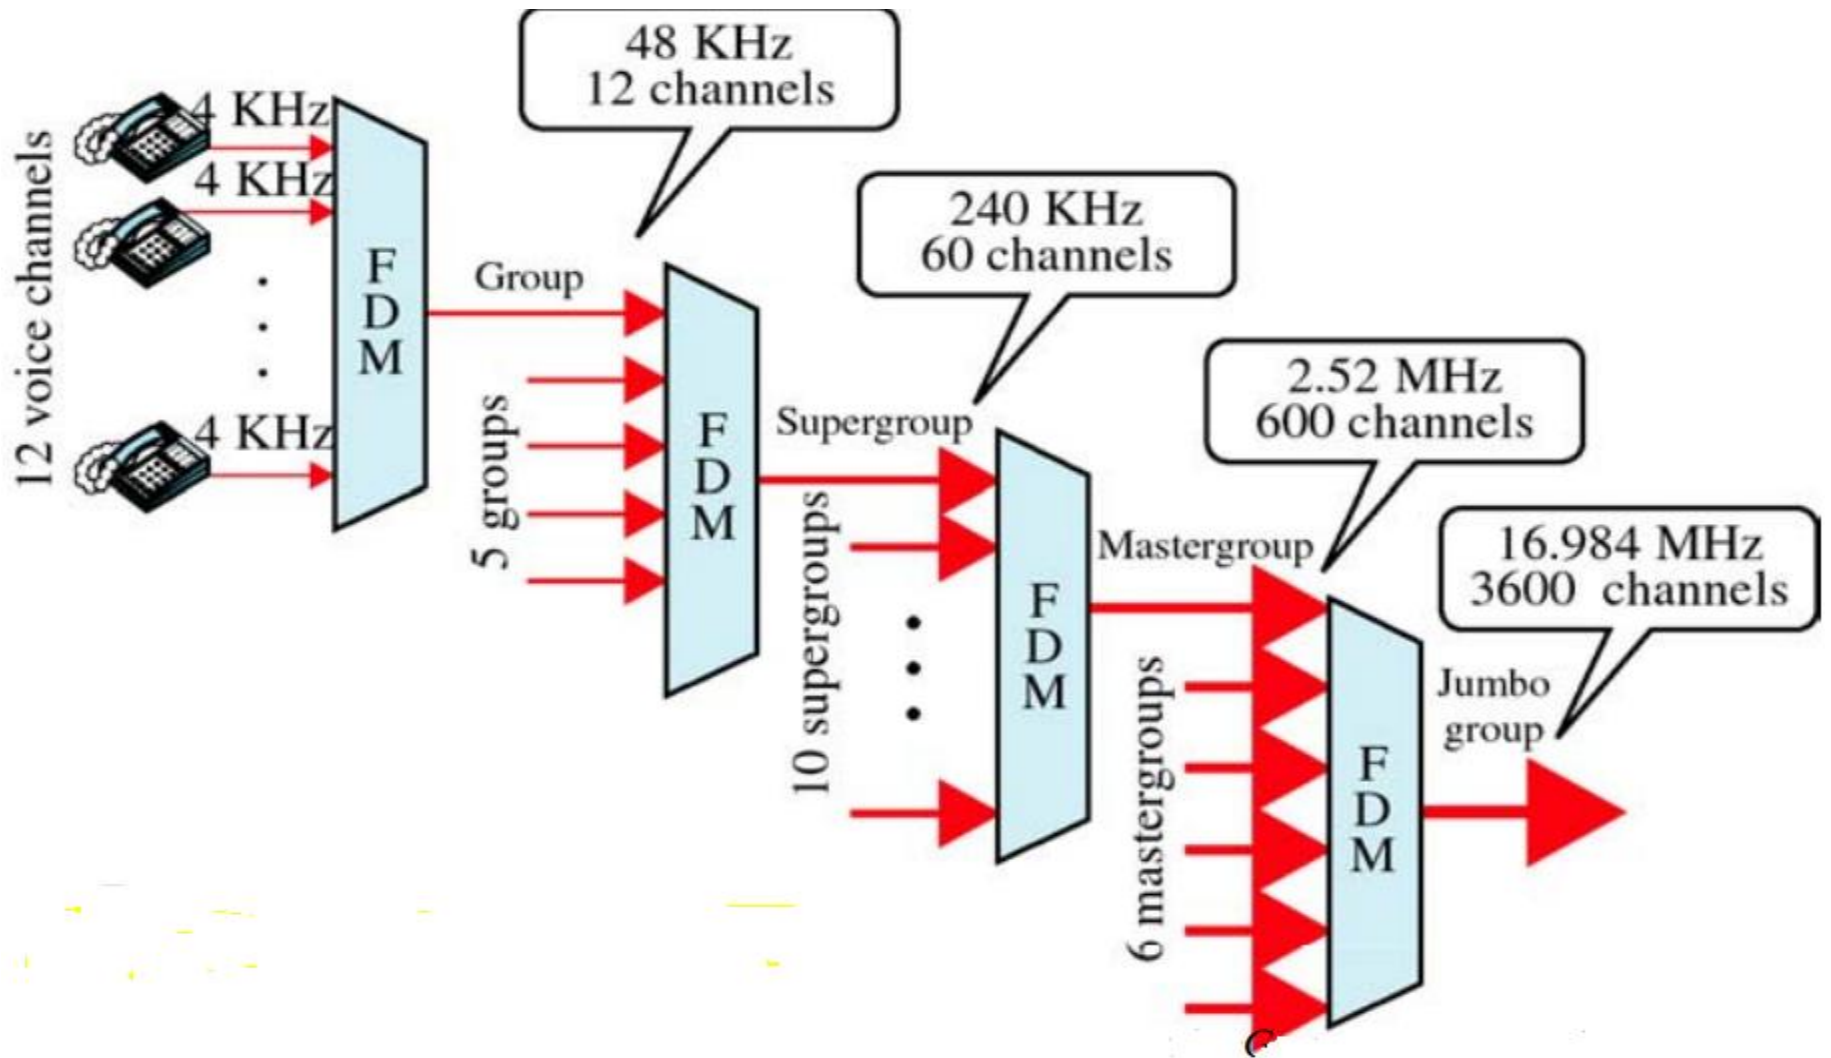 12 voice channels
4 KHz
4 KHz
4 KHz
F
D
M
Group
48 KHz
12 channels
5 groups
F
D
M
Supergroup
240 KHz
60 channels
10 supergrounps
F
D
M
Mastergroup
2.52 MHz
600 channels
6 mastergroups
F
D
M
Jumbo
group
16.984 MHz
3600 channels